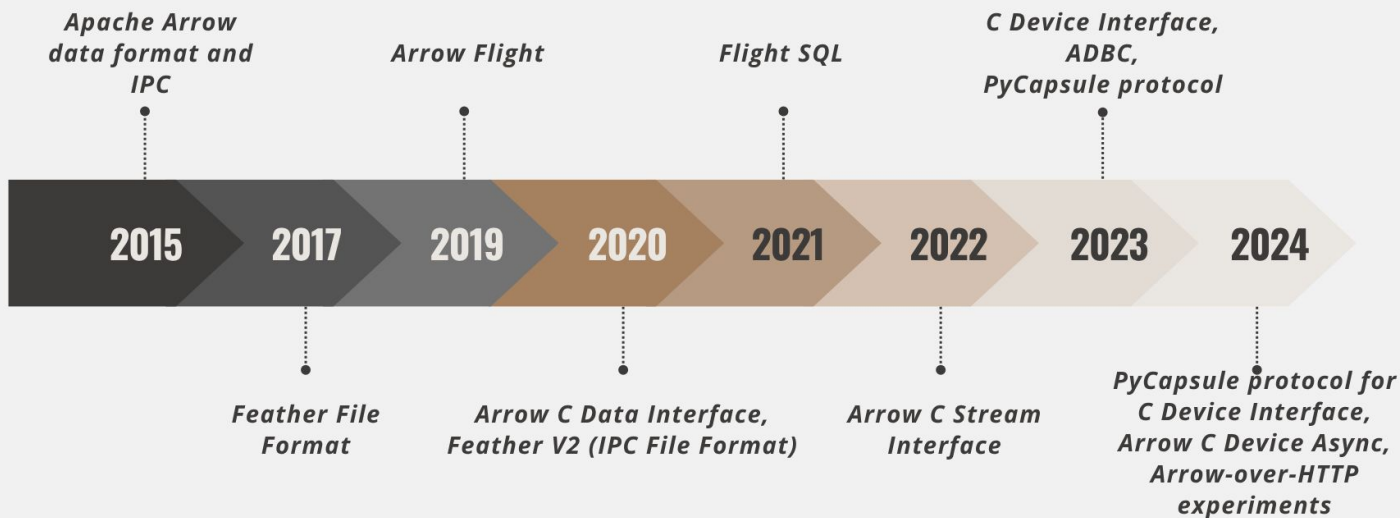 Apache Arrow
data format and
IPC
Arrow Flight
Flight SQL
C Device Interface,
ADBC,
PyCapsule protocol
2015
2017
2019
2020
2021
2022
2023
2024
Feather File
Format
Arrow C Data Interface,
Feather V2 (IPC File Format)
Arrow C Stream
Interface
PyCapsule protocol for
C Device Interface,
Arrow C Device Async,
Arrow-over-HTTP
experiments